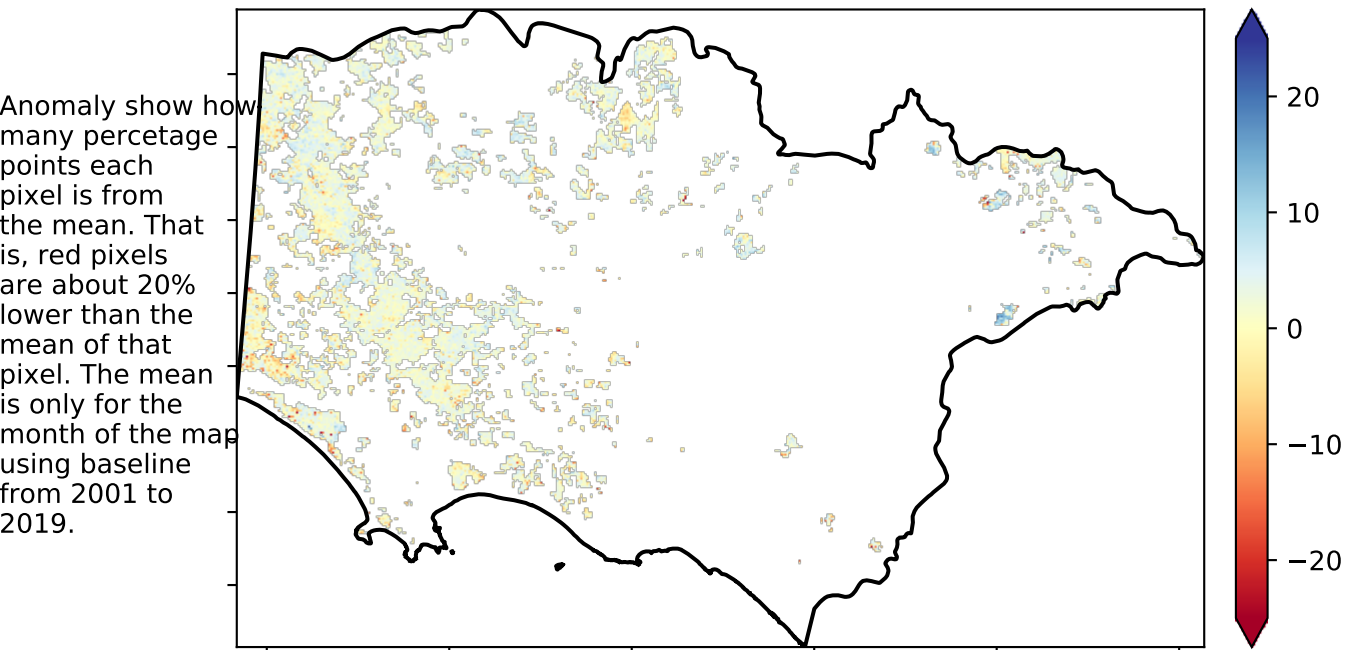 Anomaly show how
many percetage
points each
pixel is from
the mean. That
is, red pixels
are about 20%
lower than the
mean of that
pixel. The mean
is only for the
month of the map
using baseline
from 2001 to
2019.
20
10
0
−10
−20